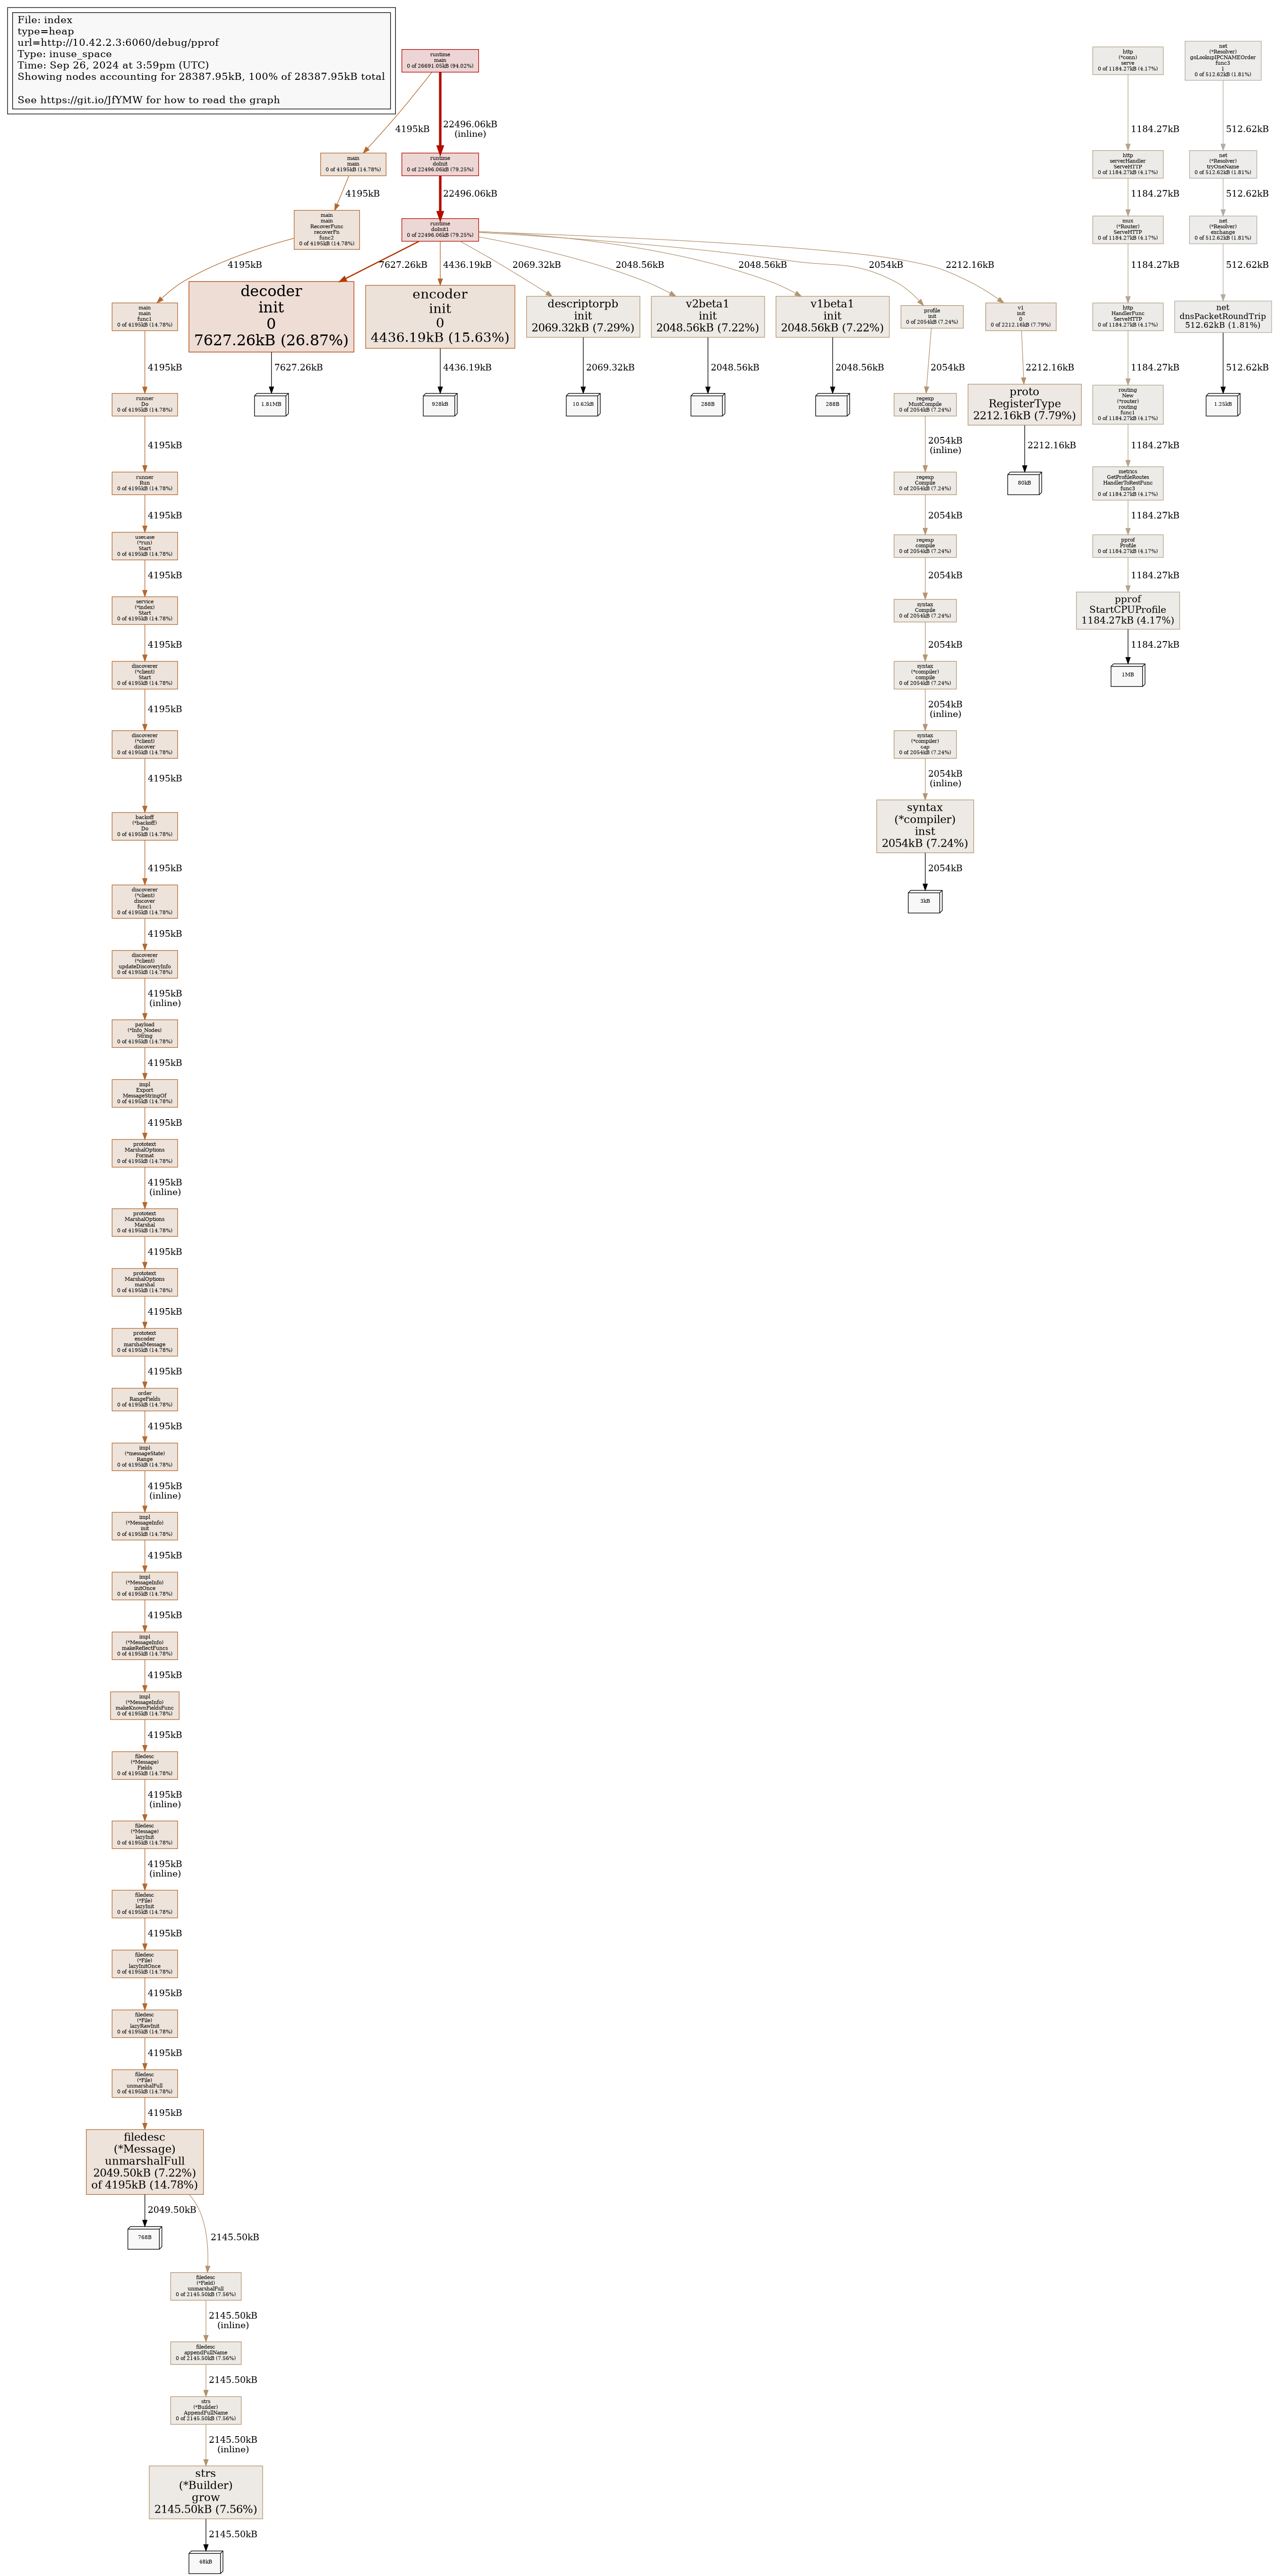 File: index
type=heap
url=http://10.42.2.3:6060/debug/pprof
Type: inuse_space
Time: Sep 26, 2024 at 3:59pm (UTC)
Showing nodes accounting for 28387.95kB, 100% of 28387.95kB total
See https://git.io/JfYMW for how to read the graph
runtime
main
0 of 26691.05kB (94.02%)
4195kB
22496.06kB
(inline)
main
main
0 of 4195kB (14.78%)
runtime
doInit
0 of 22496.06kB (79.25%)
4195kB
22496.06kB
main
main
RecoverFunc
recoverFn
func2
0 of 4195kB (14.78%)
runtime
doInit1
0 of 22496.06kB (79.25%)
4195kB
7627.26kB
4436.19kB
2069.32kB
2048.56kB
2048.56kB
2054kB
2212.16kB
main
main
func1
0 of 4195kB (14.78%)
decoder
init
0
7627.26kB (26.87%)
encoder
init
0
4436.19kB (15.63%)
descriptorpb
init
2069.32kB (7.29%)
v2beta1
init
2048.56kB (7.22%)
v1beta1
init
2048.56kB (7.22%)
profile
init
0 of 2054kB (7.24%)
v1
init
0
0 of 2212.16kB (7.79%)
4195kB
7627.26kB
4436.19kB
2069.32kB
2048.56kB
2048.56kB
2054kB
2212.16kB
1.81MB
928kB
10.62kB
288B
288B
regexp
MustCompile
0 of 2054kB (7.24%)
proto
RegisterType
2212.16kB (7.79%)
2054kB
(inline)
2212.16kB
80kB
regexp
Compile
0 of 2054kB (7.24%)
2054kB
regexp
compile
0 of 2054kB (7.24%)
2054kB
syntax
Compile
0 of 2054kB (7.24%)
2054kB
syntax
(*compiler)
compile
0 of 2054kB (7.24%)
2054kB
(inline)
syntax
(*compiler)
cap
0 of 2054kB (7.24%)
2054kB
(inline)
syntax
(*compiler)
inst
2054kB (7.24%)
2054kB
3kB
http
(*conn)
serve
0 of 1184.27kB (4.17%)
1184.27kB
http
serverHandler
ServeHTTP
0 of 1184.27kB (4.17%)
1184.27kB
mux
(*Router)
ServeHTTP
0 of 1184.27kB (4.17%)
1184.27kB
http
HandlerFunc
ServeHTTP
0 of 1184.27kB (4.17%)
1184.27kB
routing
New
(*router)
routing
func1
0 of 1184.27kB (4.17%)
1184.27kB
metrics
GetProfileRoutes
HandlerToRestFunc
func3
0 of 1184.27kB (4.17%)
1184.27kB
pprof
Profile
0 of 1184.27kB (4.17%)
1184.27kB
pprof
StartCPUProfile
1184.27kB (4.17%)
1184.27kB
1MB
net
(*Resolver)
goLookupIPCNAMEOrder
func3
1
0 of 512.62kB (1.81%)
512.62kB
net
(*Resolver)
tryOneName
0 of 512.62kB (1.81%)
512.62kB
net
(*Resolver)
exchange
0 of 512.62kB (1.81%)
512.62kB
net
dnsPacketRoundTrip
512.62kB (1.81%)
512.62kB
1.25kB
runner
Do
0 of 4195kB (14.78%)
4195kB
runner
Run
0 of 4195kB (14.78%)
4195kB
usecase
(*run)
Start
0 of 4195kB (14.78%)
4195kB
service
(*index)
Start
0 of 4195kB (14.78%)
4195kB
discoverer
(*client)
Start
0 of 4195kB (14.78%)
4195kB
discoverer
(*client)
discover
0 of 4195kB (14.78%)
4195kB
backoff
(*backoff)
Do
0 of 4195kB (14.78%)
4195kB
discoverer
(*client)
discover
func1
0 of 4195kB (14.78%)
4195kB
discoverer
(*client)
updateDiscoveryInfo
0 of 4195kB (14.78%)
4195kB
(inline)
payload
(*Info_Nodes)
String
0 of 4195kB (14.78%)
4195kB
impl
Export
MessageStringOf
0 of 4195kB (14.78%)
4195kB
prototext
MarshalOptions
Format
0 of 4195kB (14.78%)
4195kB
(inline)
prototext
MarshalOptions
Marshal
0 of 4195kB (14.78%)
4195kB
prototext
MarshalOptions
marshal
0 of 4195kB (14.78%)
4195kB
prototext
encoder
marshalMessage
0 of 4195kB (14.78%)
4195kB
order
RangeFields
0 of 4195kB (14.78%)
4195kB
impl
(*messageState)
Range
0 of 4195kB (14.78%)
4195kB
(inline)
impl
(*MessageInfo)
init
0 of 4195kB (14.78%)
4195kB
impl
(*MessageInfo)
initOnce
0 of 4195kB (14.78%)
4195kB
impl
(*MessageInfo)
makeReflectFuncs
0 of 4195kB (14.78%)
4195kB
impl
(*MessageInfo)
makeKnownFieldsFunc
0 of 4195kB (14.78%)
4195kB
filedesc
(*Message)
Fields
0 of 4195kB (14.78%)
4195kB
(inline)
filedesc
(*Message)
lazyInit
0 of 4195kB (14.78%)
4195kB
(inline)
filedesc
(*File)
lazyInit
0 of 4195kB (14.78%)
4195kB
filedesc
(*File)
lazyInitOnce
0 of 4195kB (14.78%)
4195kB
filedesc
(*File)
lazyRawInit
0 of 4195kB (14.78%)
4195kB
filedesc
(*File)
unmarshalFull
0 of 4195kB (14.78%)
4195kB
filedesc
(*Message)
unmarshalFull
2049.50kB (7.22%)
of 4195kB (14.78%)
2049.50kB
2145.50kB
768B
filedesc
(*Field)
unmarshalFull
0 of 2145.50kB (7.56%)
2145.50kB
(inline)
filedesc
appendFullName
0 of 2145.50kB (7.56%)
2145.50kB
strs
(*Builder)
AppendFullName
0 of 2145.50kB (7.56%)
2145.50kB
(inline)
strs
(*Builder)
grow
2145.50kB (7.56%)
2145.50kB
48kB